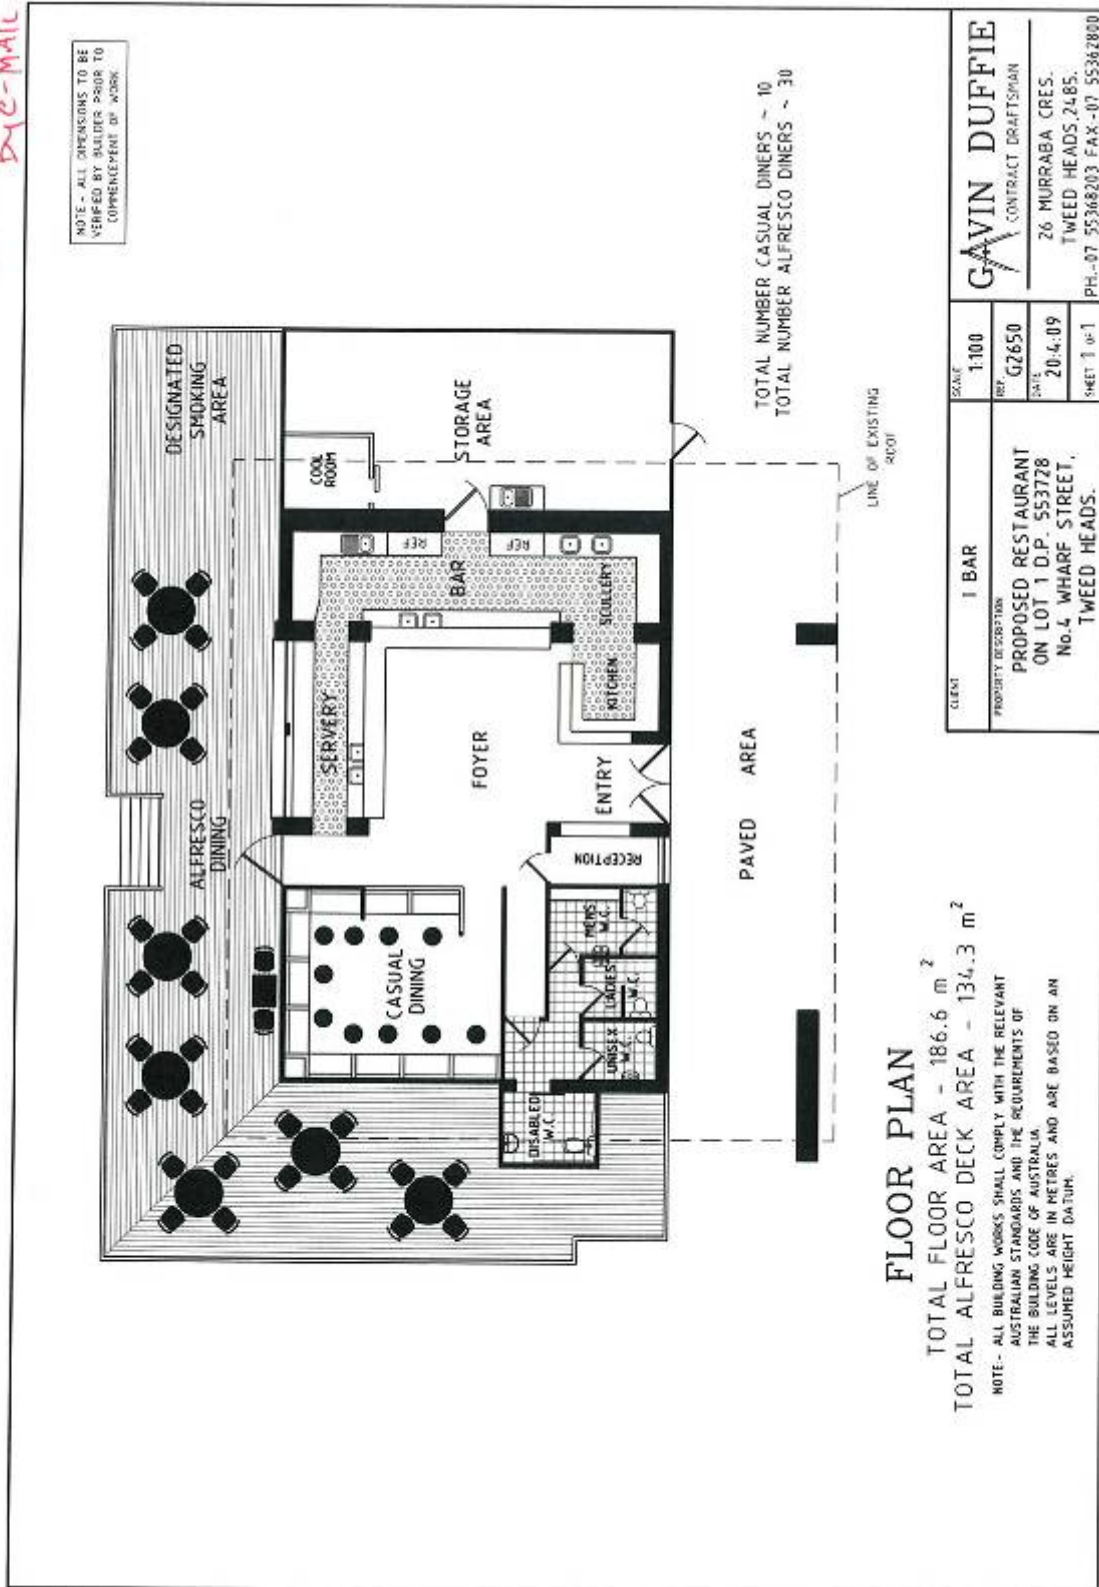 By E-MAIL
NOTE - ALL DIMENSIONS TO BE
VERIFIED BY BUILDER PRIOR TO
COMMENCEMENT OF WORK.
DESIGNATED
SMOKING
AREA
ALFRESCO
DINING
COOL
ROOM
STORAGE
AREA
SERVERY
BAR
REF
REF
SCULLERY
KITCHEN
FOYER
ENTRY
RECEPTION
CASUAL
DINING
MENS
W.C.
LADIES
W.C.
UNISEX
W.C.
DISABLED
W.C.
PAVED AREA
LINE OF EXISTING
ROOF
TOTAL NUMBER CASUAL DINERS ~ 10
TOTAL NUMBER ALFRESCO DINERS ~ 30
FLOOR PLAN
TOTAL FLOOR AREA - 186.6 m²
TOTAL ALFRESCO DECK AREA - 134.3 m²
NOTE:- ALL BUILDING WORKS SHALL COMPLY WITH THE RELEVANT
AUSTRALIAN STANDARDS AND THE REQUIREMENTS OF
THE BUILDING CODE OF AUSTRALIA.
ALL LEVELS ARE IN METRES AND ARE BASED ON AN
ASSUMED HEIGHT DATUM.
CLIENT
I BAR
PROPERTY DESCRIPTION
PROPOSED RESTAURANT
ON LOT 1 D.P. 553728
No.4 WHARF STREET,
TWEED HEADS.
SCALE
1:100
REF.
G2650
DATE
20:4:09
SHEET 1 OF 1
GAVIN DUFFIE
CONTRACT DRAFTSMAN
26 MURRABA CRES.
TWEED HEADS,2485.
PH.-07 55368203 FAX.-07 55362800